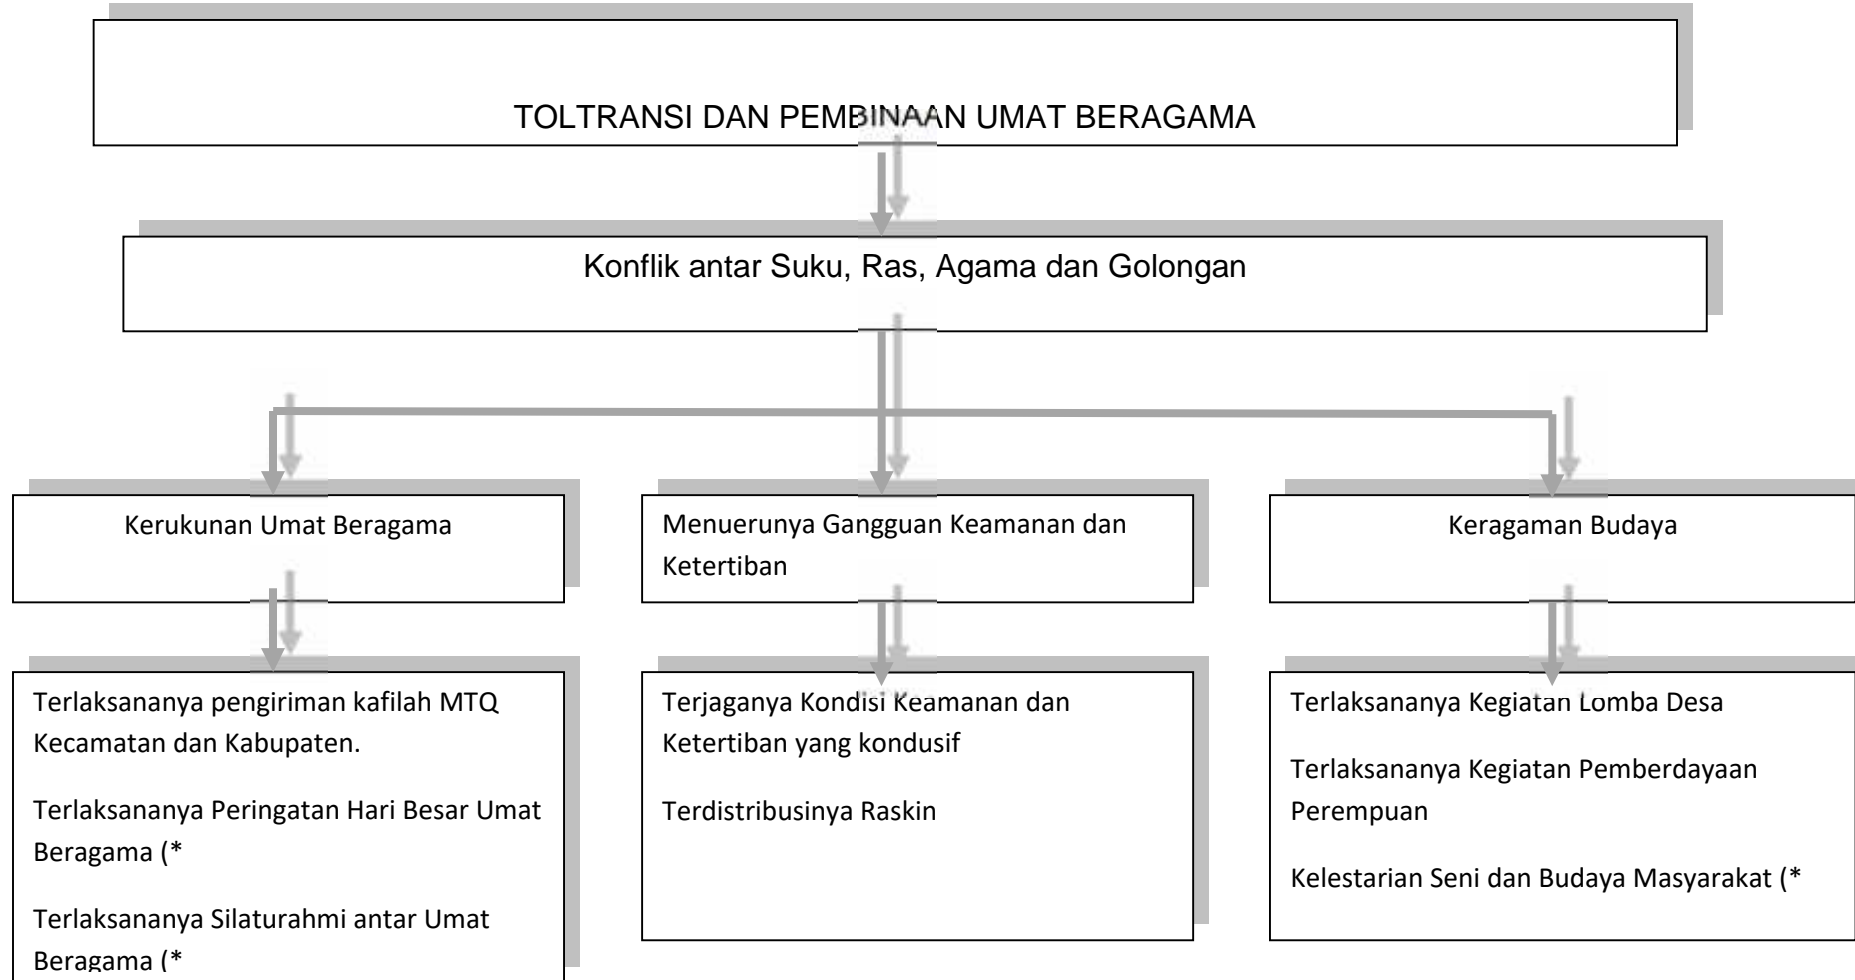 TOLTRANSI DAN PEMBINAAN UMAT BERAGAMA
Konflik antar Suku, Ras, Agama dan Golongan
Kerukunan Umat Beragama
Menuerunya Gangguan Keamanan dan
Ketertiban
Keragaman Budaya
Terlaksananya pengiriman kafilah MTQ
Kecamatan dan Kabupaten.
Terlaksananya Peringatan Hari Besar Umat
Beragama (*
Terlaksananya Silaturahmi antar Umat
Beragama (*
Terjaganya Kondisi Keamanan dan
Ketertiban yang kondusif
Terdistribusinya Raskin
Terlaksananya Kegiatan Lomba Desa
Terlaksananya Kegiatan Pemberdayaan
Perempuan
Kelestarian Seni dan Budaya Masyarakat (*